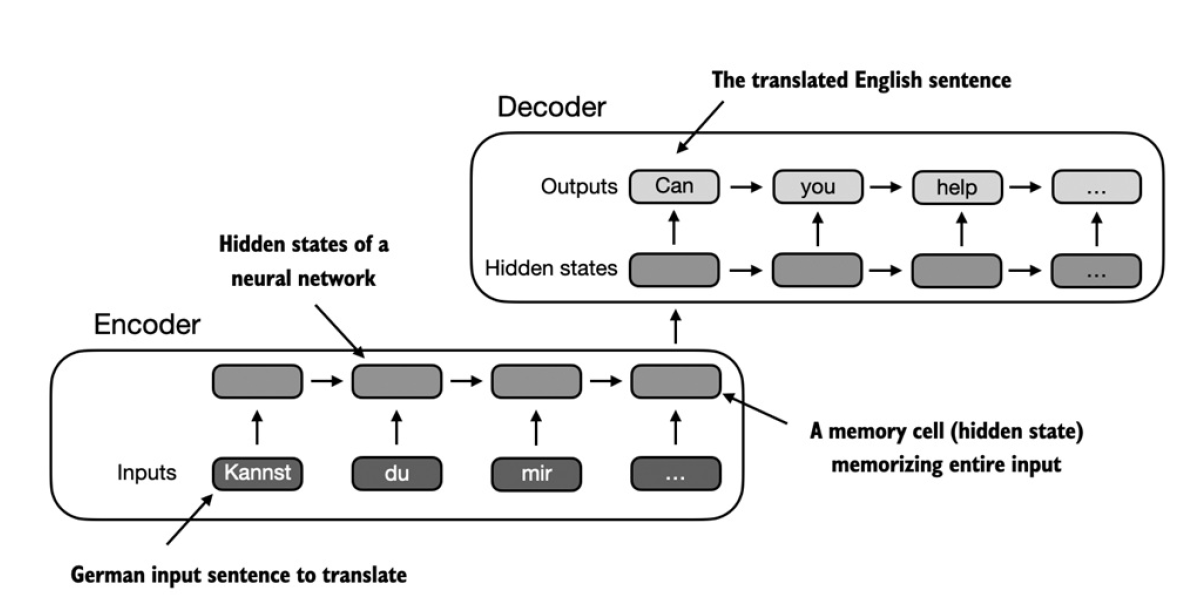 The translated English sentence
Decoder
Outputs Can you help ...
Hidden states of a
neural network
Hidden states ...
Encoder
A memory cell (hidden state)
memorizing entire input
Inputs Kannst du mir ...
German input sentence to translate